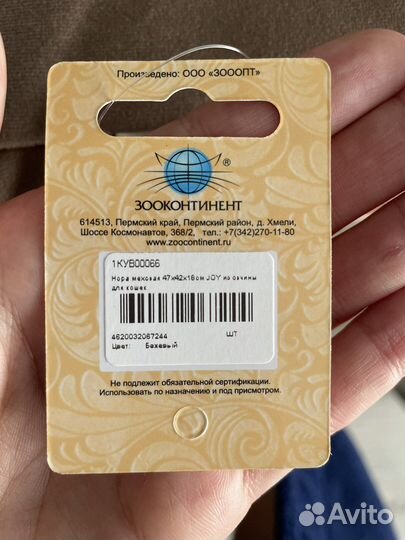 Произведено: ООО «ЗОООПТ»
®
ЗООКОНТИНЕНТ
614513, Пермский край, Пермский район, д. Хмели,
Шоссе Космонавтов, 368/2, тел.: +7(342)270-11-80
www.zoocontinent.ru
1КУВ00066
Нора меховая 47х42х18см JOY из овчины
для кошек
4620032067244 ШТ
Цвет: Бежевый
Не подлежит обязательной сертификации.
Использовать по назначению и под присмотром.
Avito